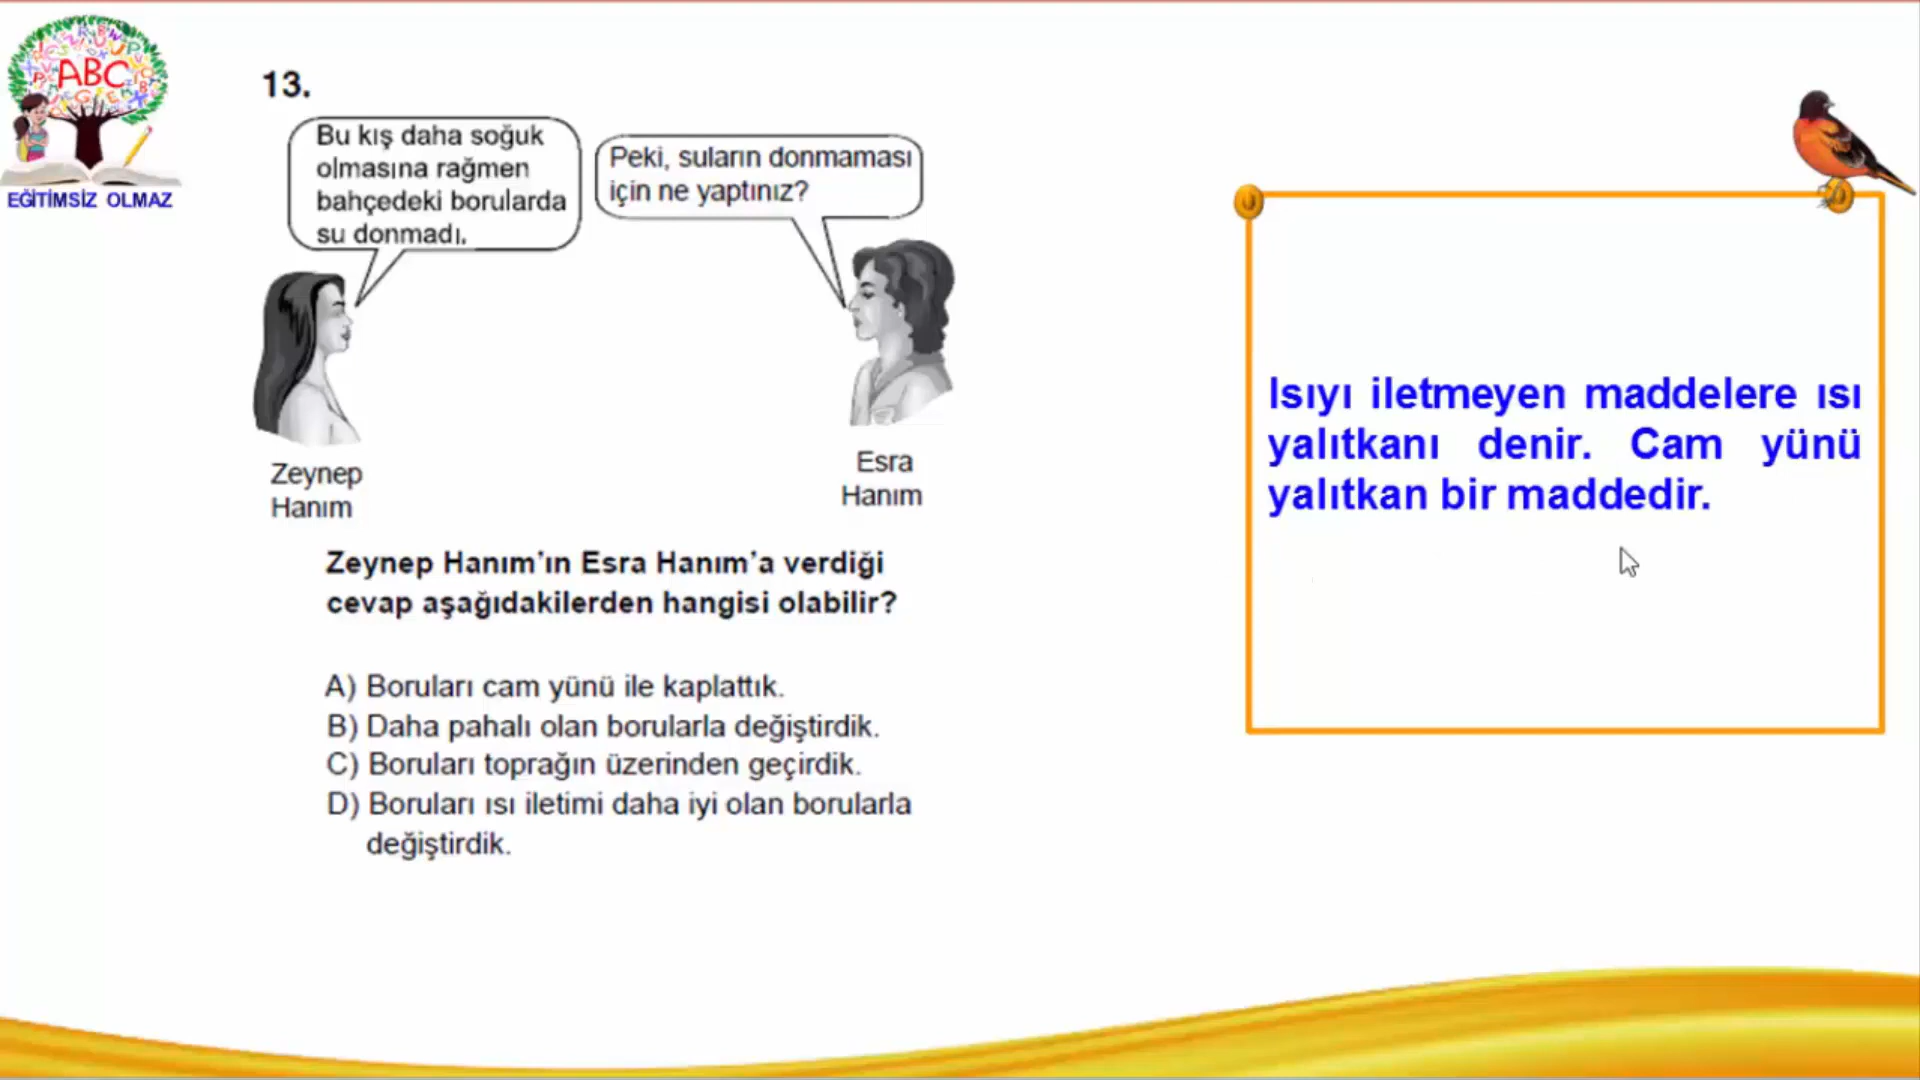 ABC
EĞİTİMSİZ OLMAZ
13.
Bu kış daha soğuk
olmasına rağmen
bahçedeki borularda
su donmadı.
Peki, suların donmaması
için ne yaptınız?
Zeynep
Hanım
Esra
Hanım
Zeynep Hanım’ın Esra Hanım’a verdiği
cevap aşağıdakilerden hangisi olabilir?
A) Boruları cam yünü ile kaplattık.
B) Daha pahalı olan borularla değiştirdik.
C) Boruları toprağın üzerinden geçirdik.
D) Boruları ısı iletimi daha iyi olan borularla
değiştirdik.
Isıyı iletmeyen maddelere ısı
yalıtkanı denir. Cam yünü
yalıtkan bir maddedir.